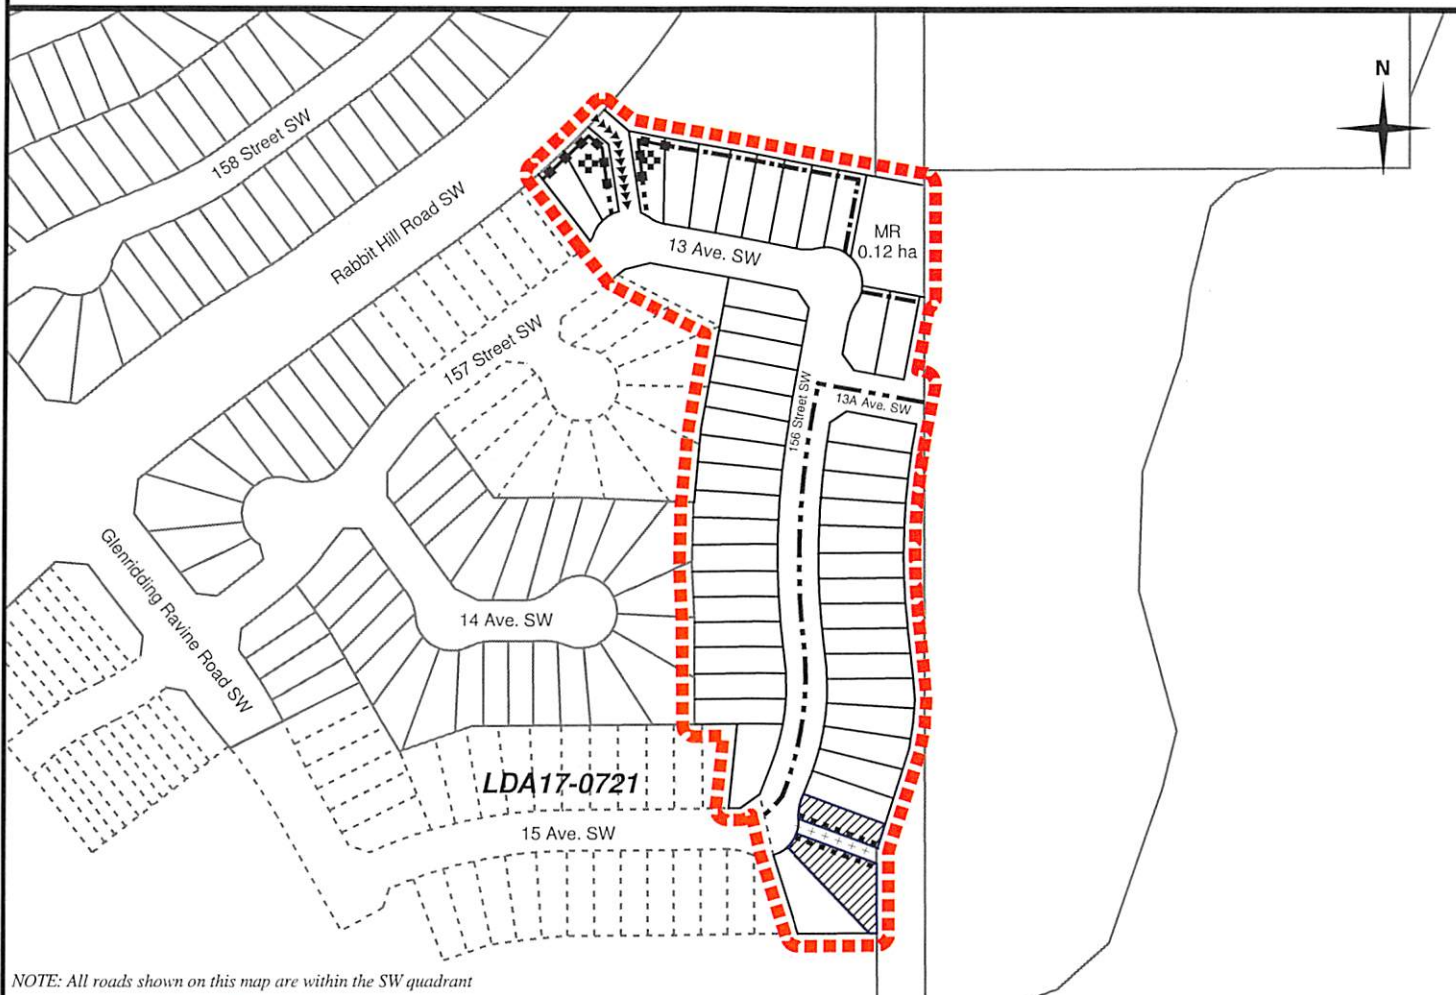 N
158 Street SW
Rabbit Hill Road SW
13 Ave. SW
MR
0.12 ha
157 Street SW
156 Street SW
13A Ave. SW
Glenridding Ravine Road SW
14 Ave. SW
LDA17-0721
15 Ave. SW
NOTE: All roads shown on this map are within the SW quadrant